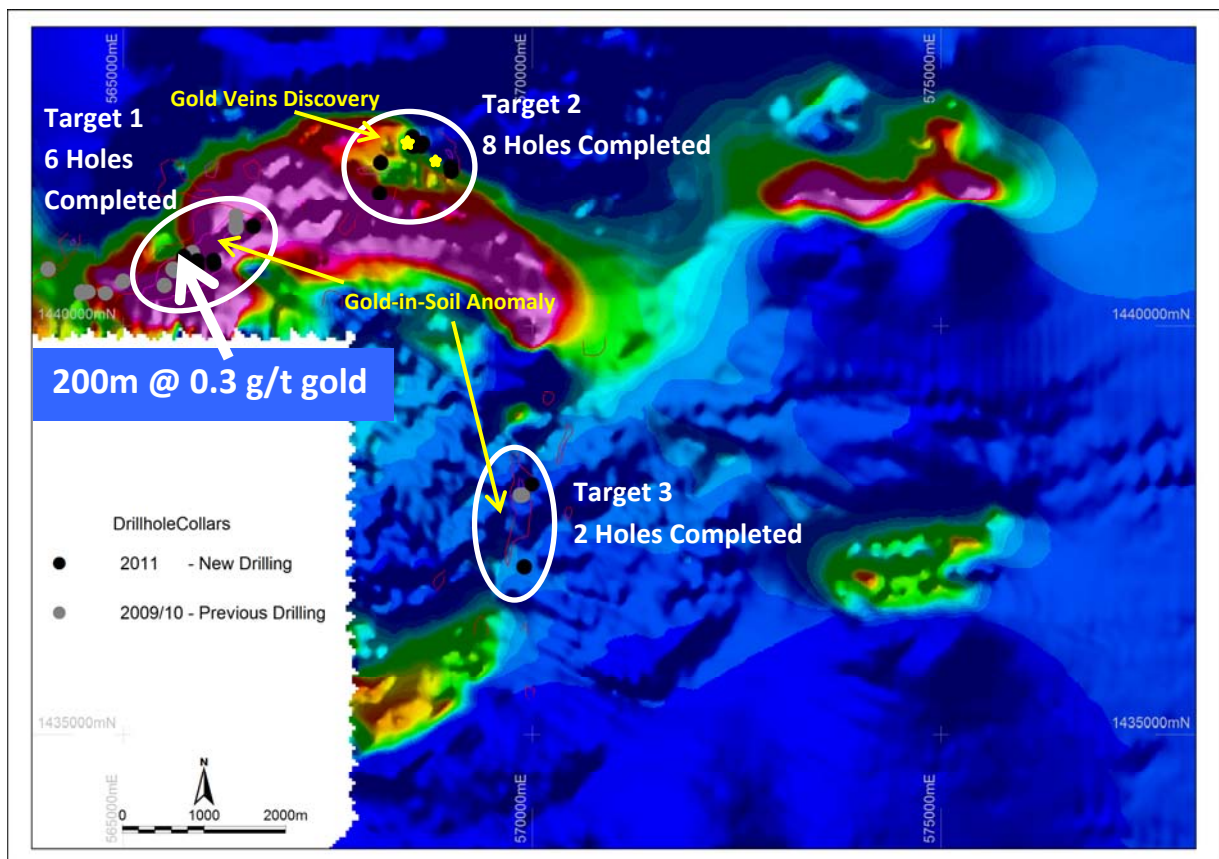 565000mE
570000mE
575000mE
Gold Veins Discovery
Target 1
6 Holes
Completed
Target 2
8 Holes Completed
Gold-in-Soil Anomaly
1440000mN
1440000mN
200m @ 0.3 g/t gold
Target 3
2 Holes Completed
DrillholeCollars
2011 - New Drilling
2009/10 - Previous Drilling
1435000mN
1435000mN
N
0 1000 2000m
565000mE
570000mE
575000mE